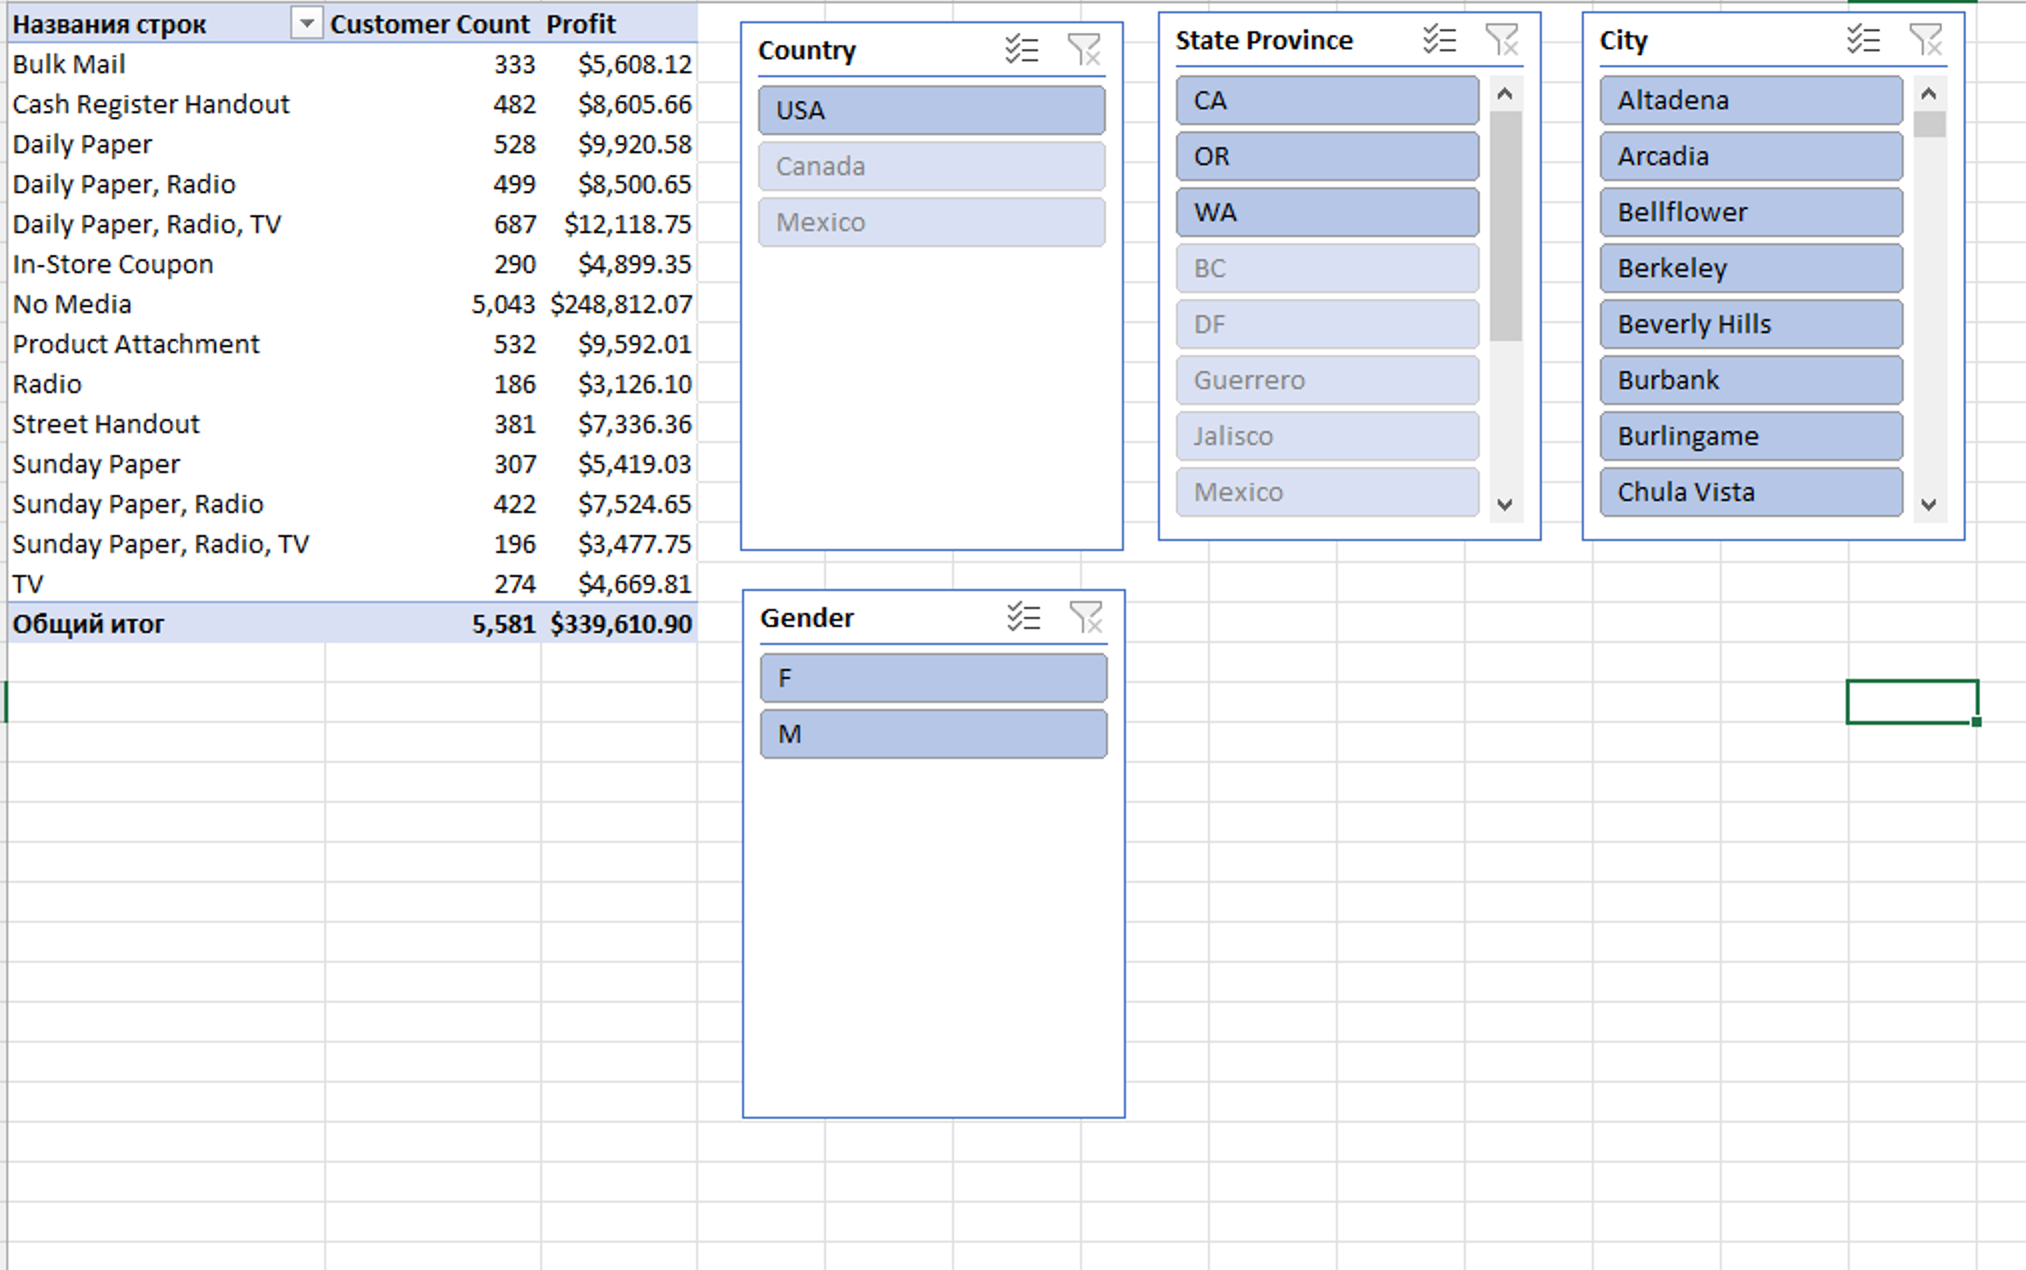 Названия строк Customer Count Profit
Bulk Mail 333 $5,608.12
Cash Register Handout 482 $8,605.66
Daily Paper 528 $9,920.58
Daily Paper, Radio 499 $8,500.65
Daily Paper, Radio, TV 687 $12,118.75
In-Store Coupon 290 $4,899.35
No Media 5,043 $248,812.07
Product Attachment 532 $9,592.01
Radio 186 $3,126.10
Street Handout 381 $7,336.36
Sunday Paper 307 $5,419.03
Sunday Paper, Radio 422 $7,524.65
Sunday Paper, Radio, TV 196 $3,477.75
TV 274 $4,669.81
Общий итог 5,581 $339,610.90
Country
USA
Canada
Mexico
State Province
CA
OR
WA
BC
DF
Guerrero
Jalisco
Mexico
City
Altadena
Arcadia
Bellflower
Berkeley
Beverly Hills
Burbank
Burlingame
Chula Vista
Gender
F
M